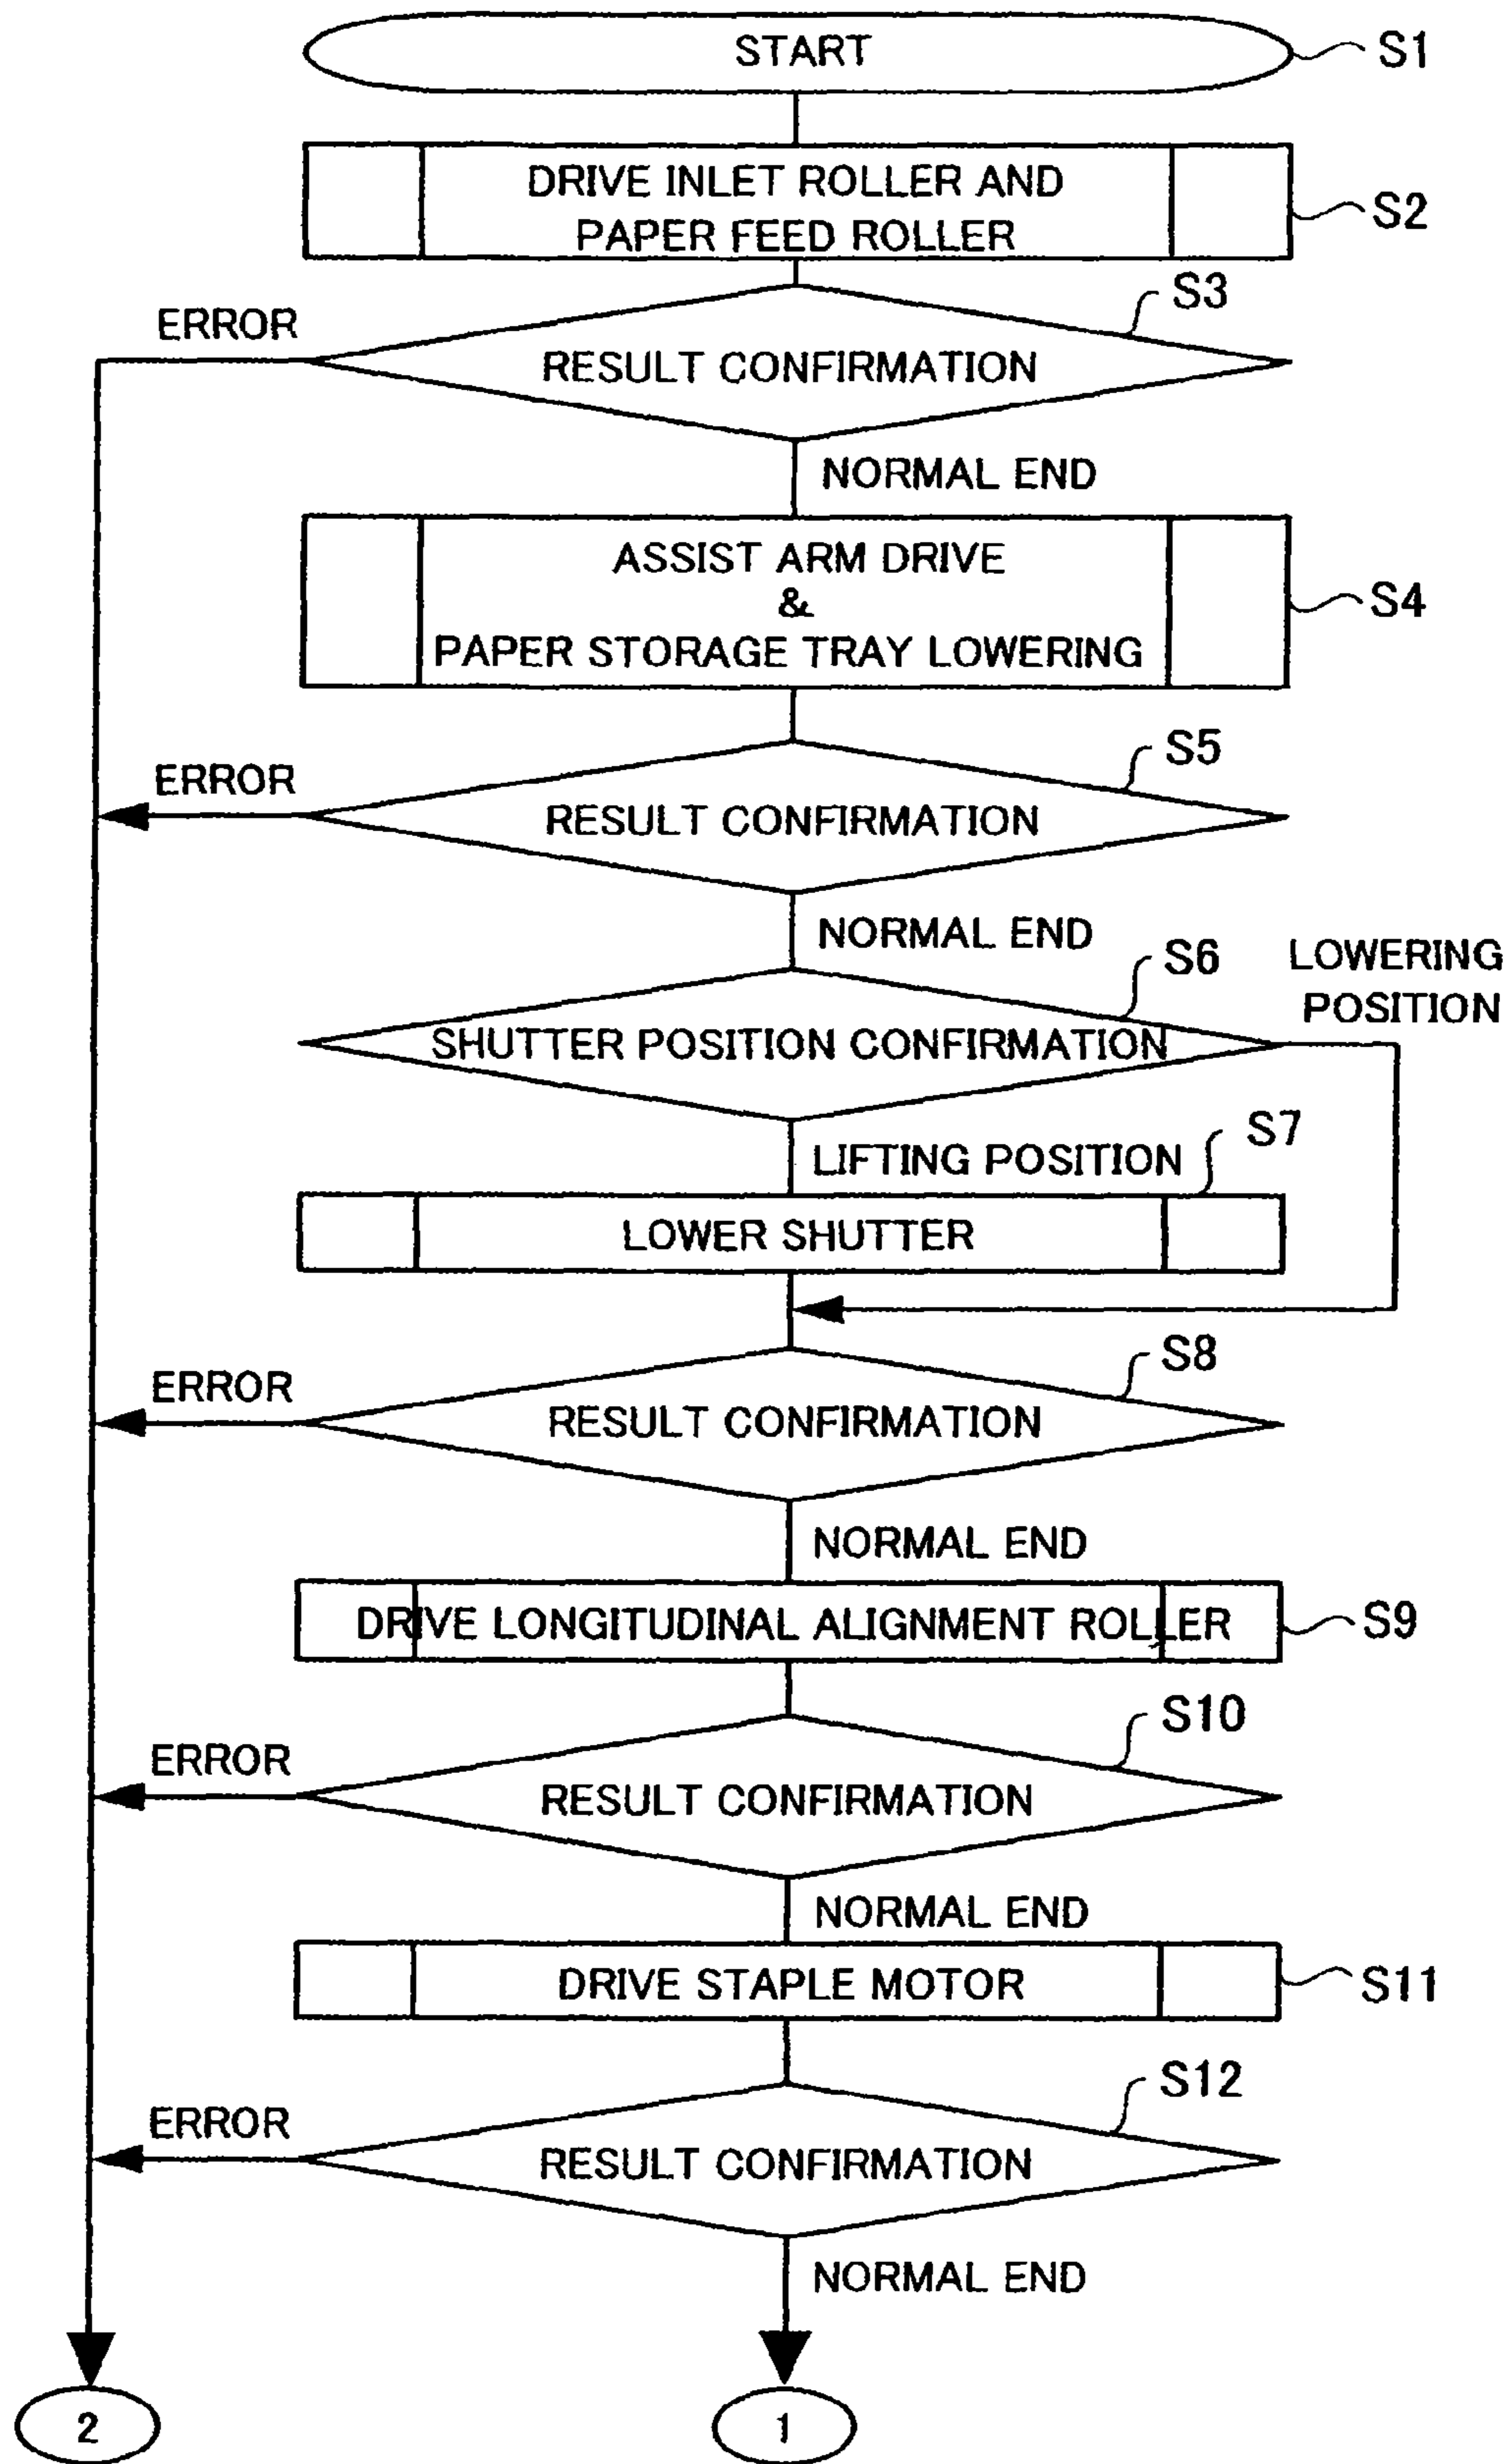 START
S1
DRIVE INLET ROLLER AND
PAPER FEED ROLLER
S2
S3
ERROR
RESULT CONFIRMATION
NORMAL END
ASSIST ARM DRIVE
&
PAPER STORAGE TRAY LOWERING
S4
S5
ERROR
RESULT CONFIRMATION
NORMAL END
S6
LOWERING
POSITION
SHUTTER POSITION CONFIRMATION
S7
LIFTING POSITION
LOWER SHUTTER
S8
ERROR
RESULT CONFIRMATION
NORMAL END
DRIVE LONGITUDINAL ALIGNMENT ROLLER
S9
S10
ERROR
RESULT CONFIRMATION
NORMAL END
DRIVE STAPLE MOTOR
S11
S12
ERROR
RESULT CONFIRMATION
NORMAL END
2
1